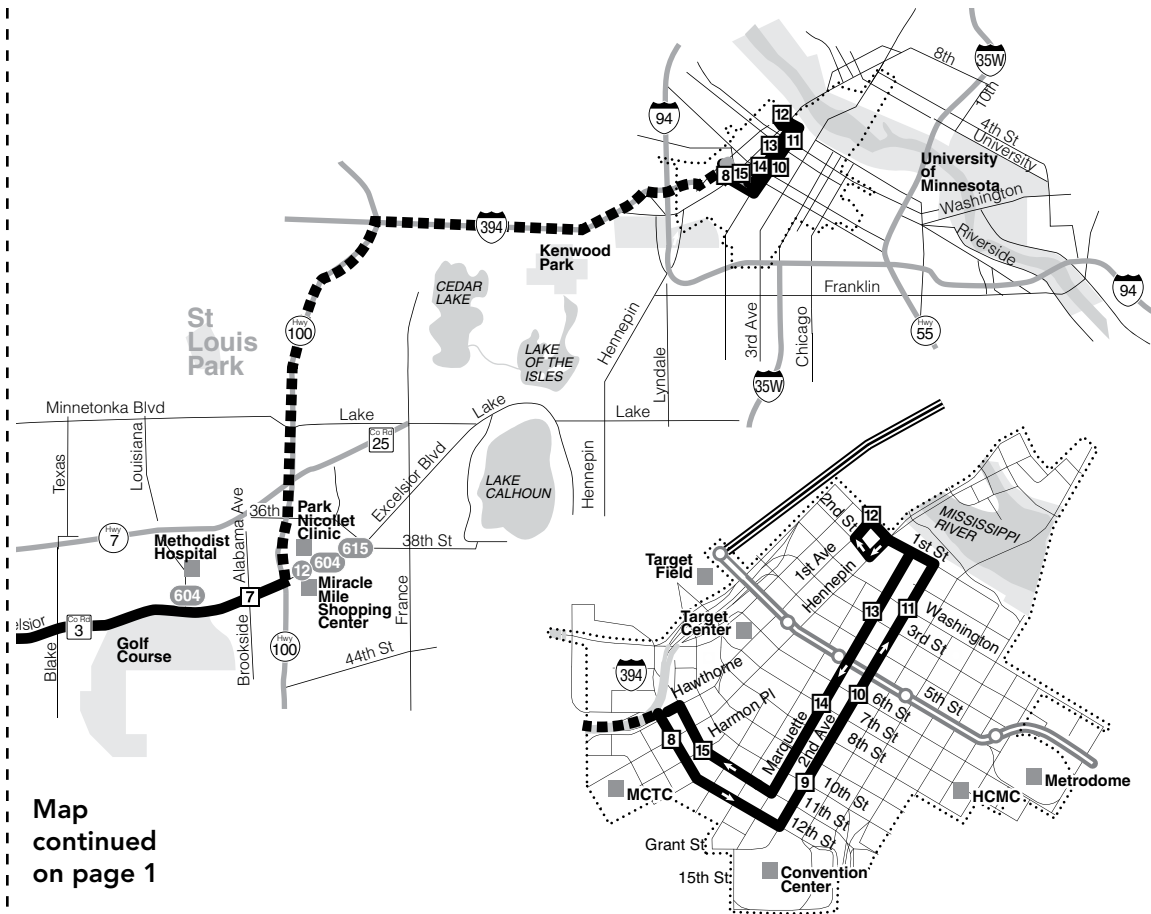 8th
35W
10th
94
12
4th St
University
13
11
8
15
14
10
University
of
Minnesota
Washington
Riverside
394
Kenwood
Park
CEDAR
LAKE
Franklin
94
St
Louis
Park
Hwy
100
LAKE
OF THE
ISLES
Hennepin
Lyndale
3rd Ave
Chicago
Hwy
55
35W
Minnetonka Blvd
Lake
Lake
Lake
Co Rd
25
Texas
Louisiana
Excelsior Blvd
LAKE
CALHOUN
Hennepin
Alabama Ave
36th
Park
Nicollet
Clinic
Hwy
7
Methodist
Hospital
615
38th St
604
12
604
7
Miracle
Mile
Shopping
Center
France
elsior
Co Rd
3
Golf
Course
Blake
Brookside
Hwy
100
44th St
2nd St
12
MISSISSIPPI
RIVER
1st Ave
1st St
Target
Field
Hennepin
13
11
Washington
Target
Center
3rd St
394
Hawthorne
5th St
Harmon Pl
14
10
6th St
7th St
8
15
Marquette
2nd Ave
8th St
9
10th St
MCTC
HCMC
Metrodome
11th St
12th St
Grant St
15th St
Convention
Center
Map
continued
on page 1